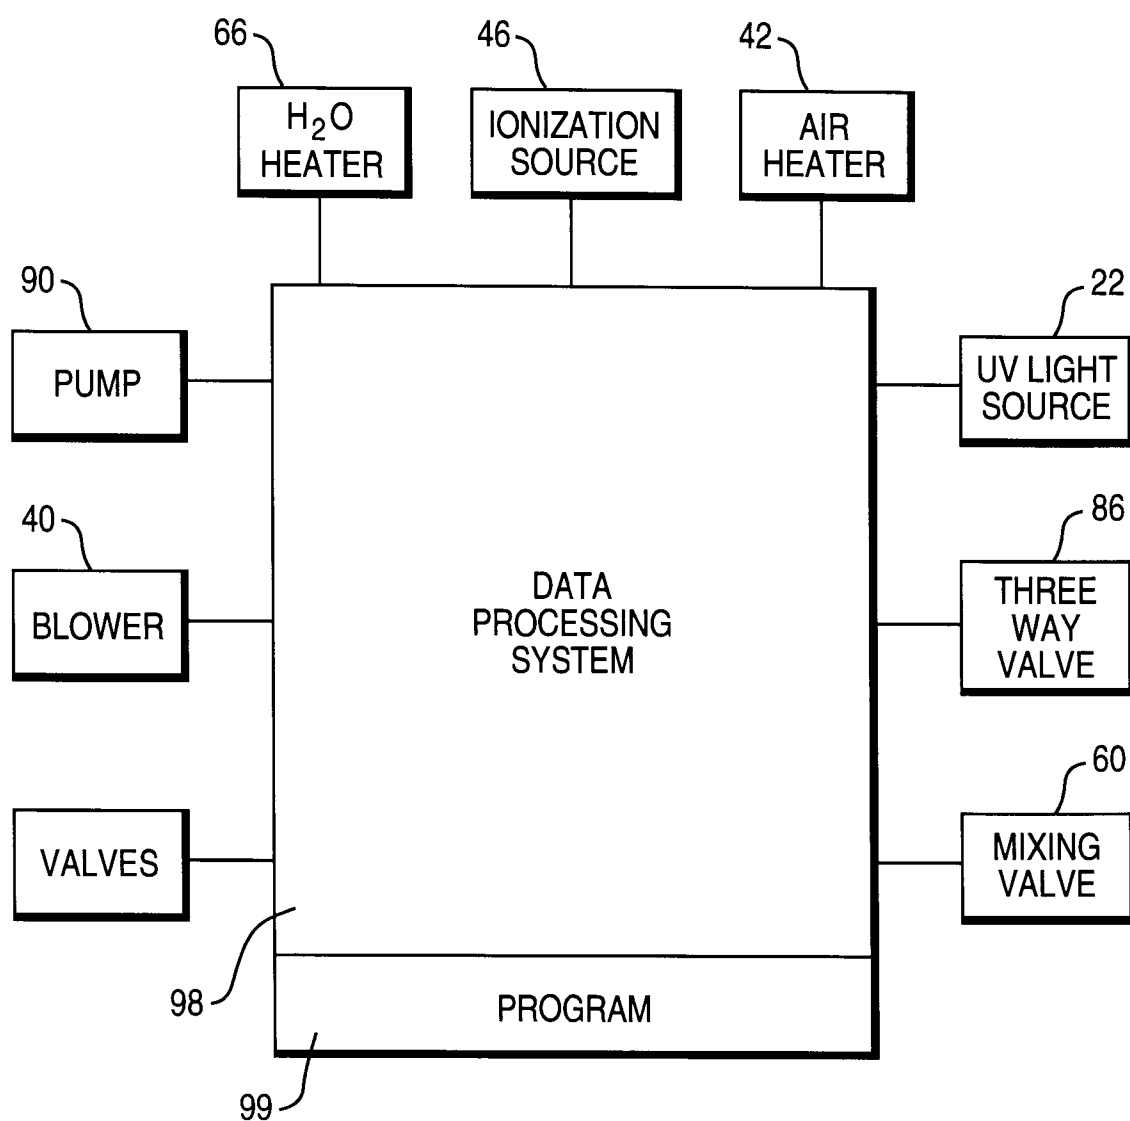 66
46
42
H₂O
HEATER
IONIZATION
SOURCE
AIR
HEATER
90
22
PUMP
UV LIGHT
SOURCE
40
86
BLOWER
THREE
WAY
VALVE
DATA
PROCESSING
SYSTEM
60
VALVES
MIXING
VALVE
98
PROGRAM
99